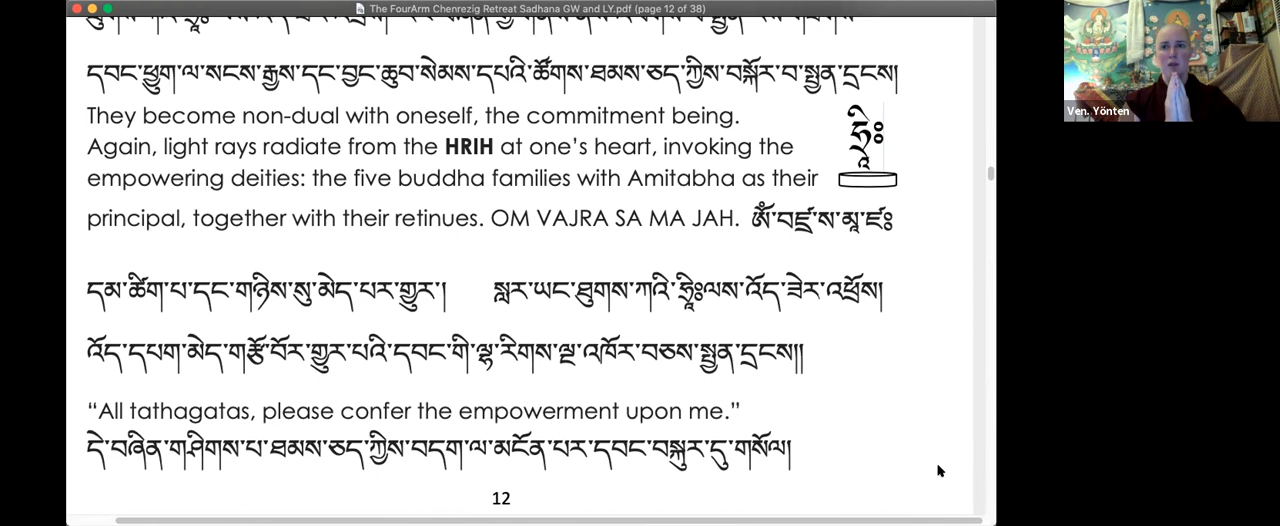 The FourArm Chenrezig Retreat Sadhana GW and LY.pdf (page 12 of 38)
Ven. Yönten
དབང་ཕྱུག་ལ་སངས་རྒྱས་དང་བྱང་ཆུབ་སེམས་དཔའི་ཚོགས་ཐམས་ཅད་ཀྱིས་བསྐོར་བ་སྤྱན་དྲངས།
They become non-dual with oneself, the commitment being.
Again, light rays radiate from the HRIH at one’s heart, invoking the
empowering deities: the five buddha families with Amitabha as their
principal, together with their retinues. OM VAJRA SA MA JAH. ༀ་བཛྲ་ས་མཱ་ཛཿ
ཧྲཱིཿ
དམ་ཚིག་པ་དང་གཉིས་སུ་མེད་པར་གྱུར་། སླར་ཡང་ཐུགས་ཀའི་ཧྲཱིཿལས་འོད་ཟེར་འཕྲོས།
འོད་དཔག་མེད་གཙོ་བོར་གྱུར་པའི་དབང་གི་ལྷ་རིགས་ལྔ་འཁོར་བཅས་སྤྱན་དྲངས།།
“All tathagatas, please confer the empowerment upon me.”
དེ་བཞིན་གཤིགས་པ་ཐམས་ཅད་ཀྱིས་བདག་ལ་མངོན་པར་དབང་བསྐུར་དུ་གསོལ།
12